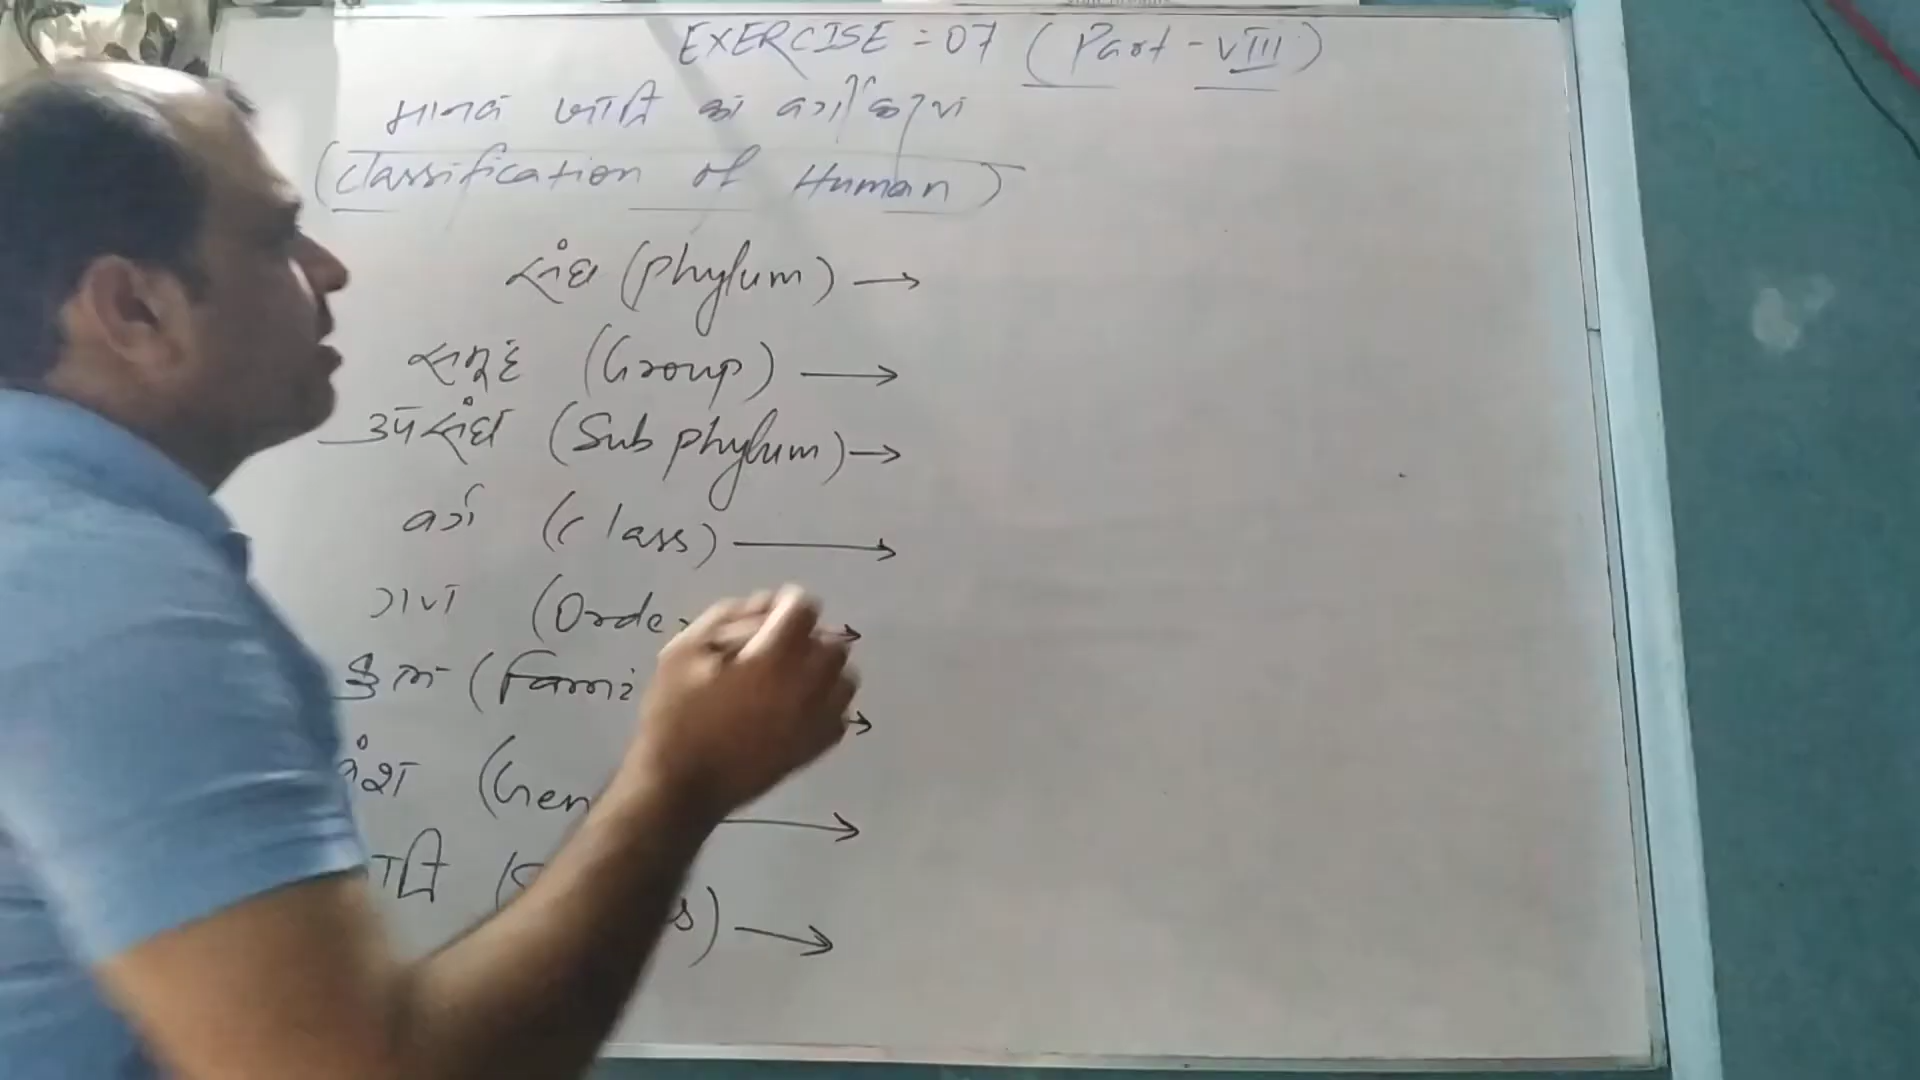 EXERCISE = 07 (Part - VIII)
मानव जाति का वर्गीकरण
(Classification of Human)
संघ (Phylum) →
समूह (Group) →
उपसंघ (Sub phylum) →
वर्ग (Class) →
गण (Orde →
कुल (Fami →
वंश (Gen →